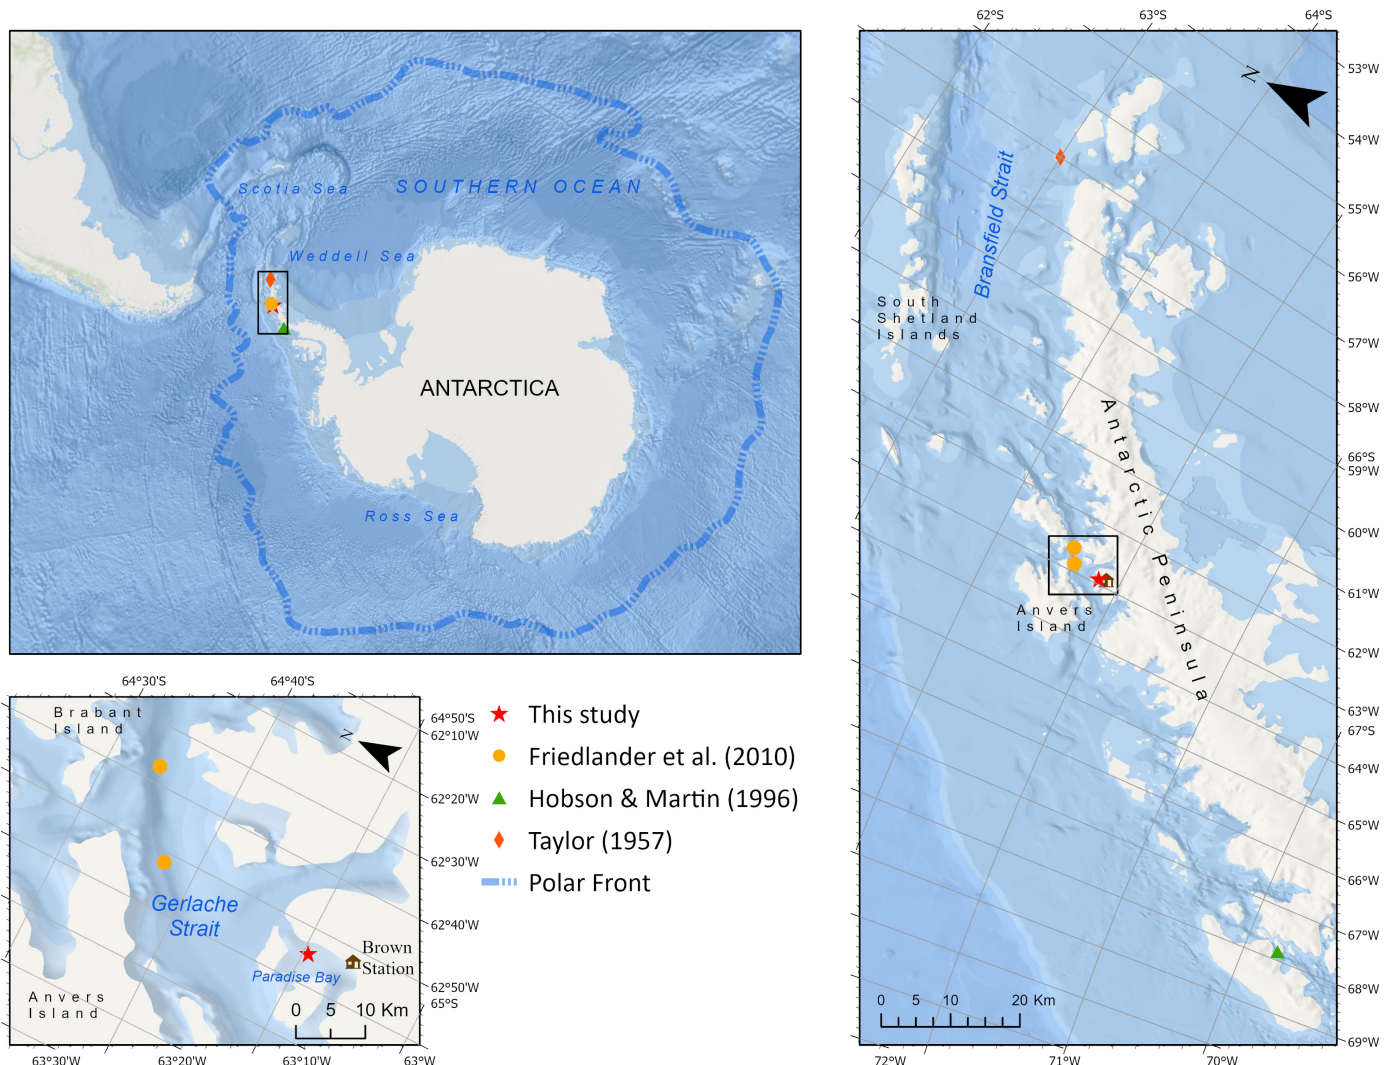 Scotia Sea
SOUTHERN OCEAN
Weddell Sea
ANTARCTICA
Ross Sea
62°S
63°S
64°S
N
53°W
54°W
55°W
56°W
57°W
58°W
66°S
59°W
60°W
61°W
62°W
63°W
67°S
64°W
65°W
66°W
67°W
68°W
69°W
Bransfield Strait
South
Shetland
Islands
Antarctic Peninsula
Anvers
Island
0 5 10 20 Km
72°W
71°W
70°W
64°30'S
64°40'S
Brabant
Island
N
64°50'S
62°10'W
62°20'W
62°30'W
62°40'W
62°50'W
65°S
Gerlache
Strait
Brown
Station
Paradise Bay
Anvers
Island
0 5 10 Km
63°30'W
63°20'W
63°10'W
63°W
This study
Friedlander et al. (2010)
Hobson & Martin (1996)
Taylor (1957)
Polar Front